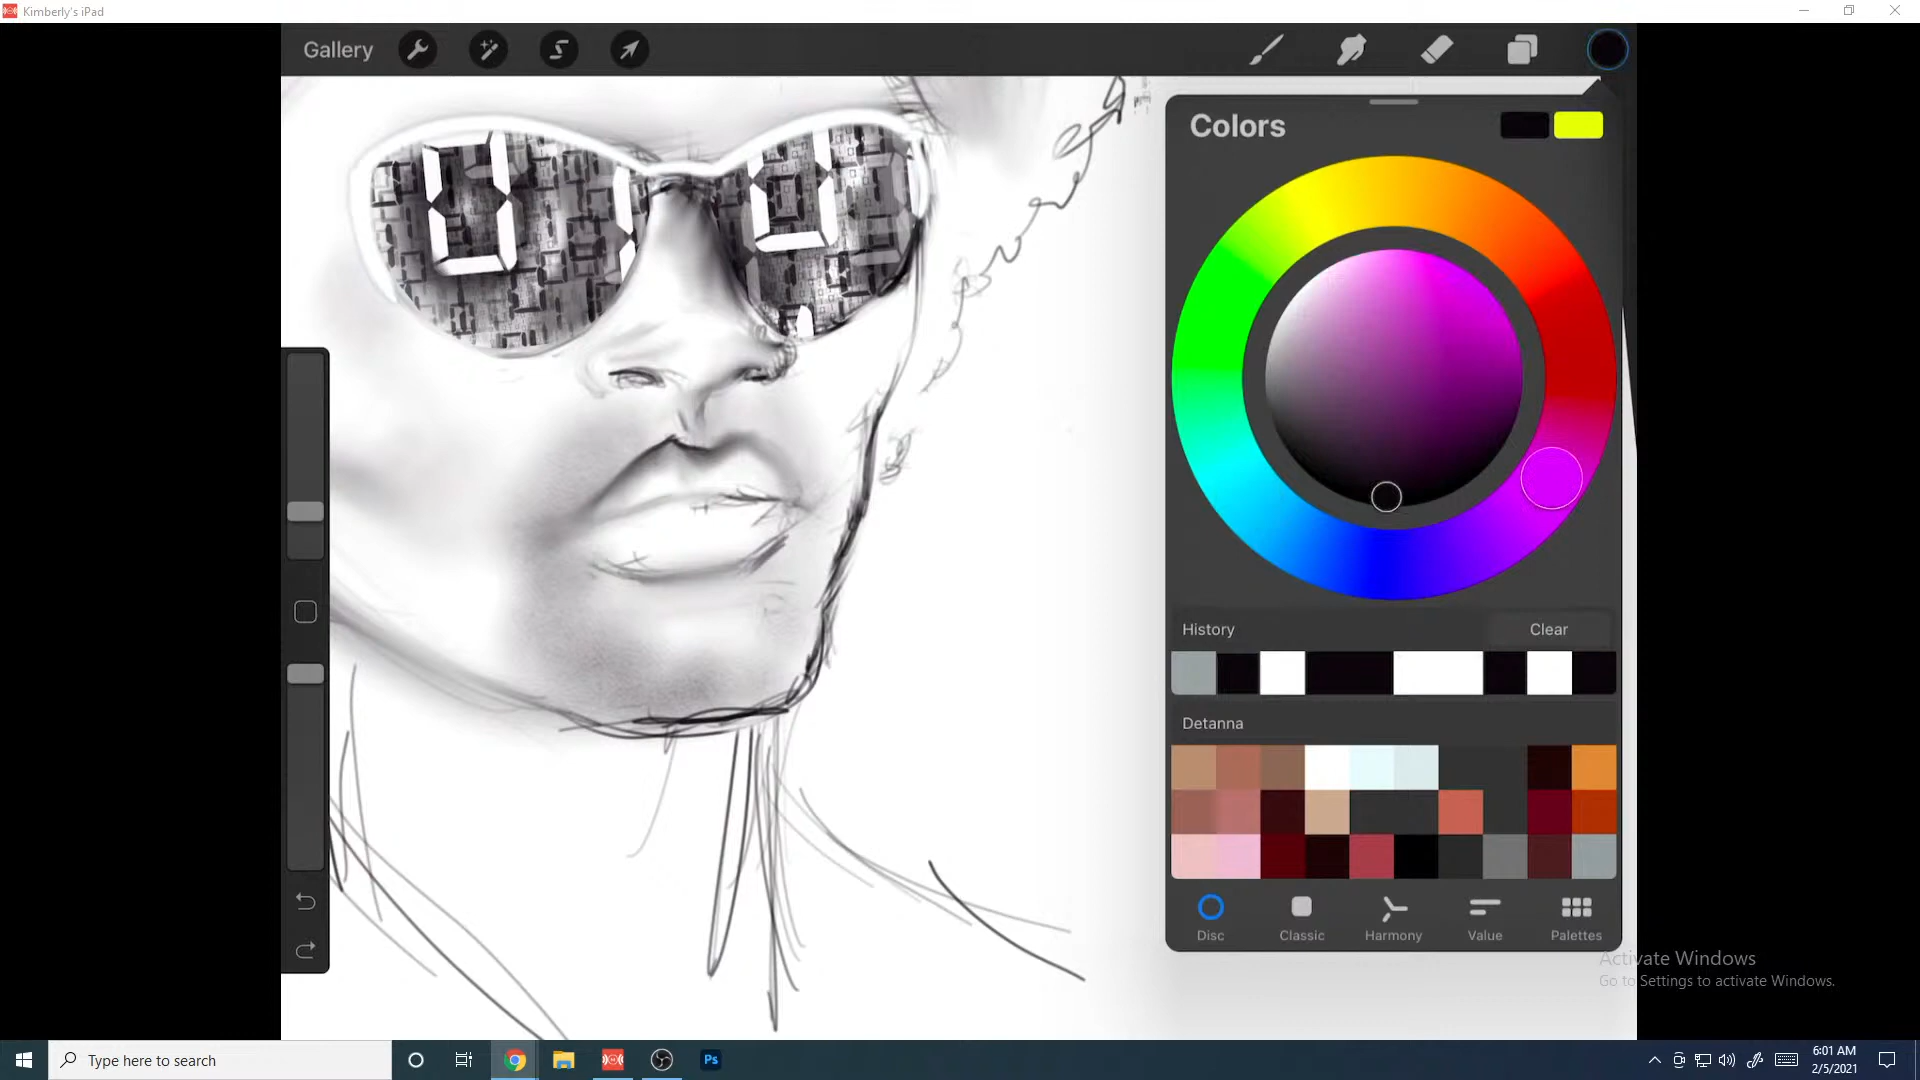 Kimberly's iPad
Gallery
Colors
History
Clear
Detanna
Disc
Classic
Harmony
Value
Palettes
Activate Windows
Go to Settings to activate Windows.
Type here to search
Ps
6:01 AM
2/5/2021